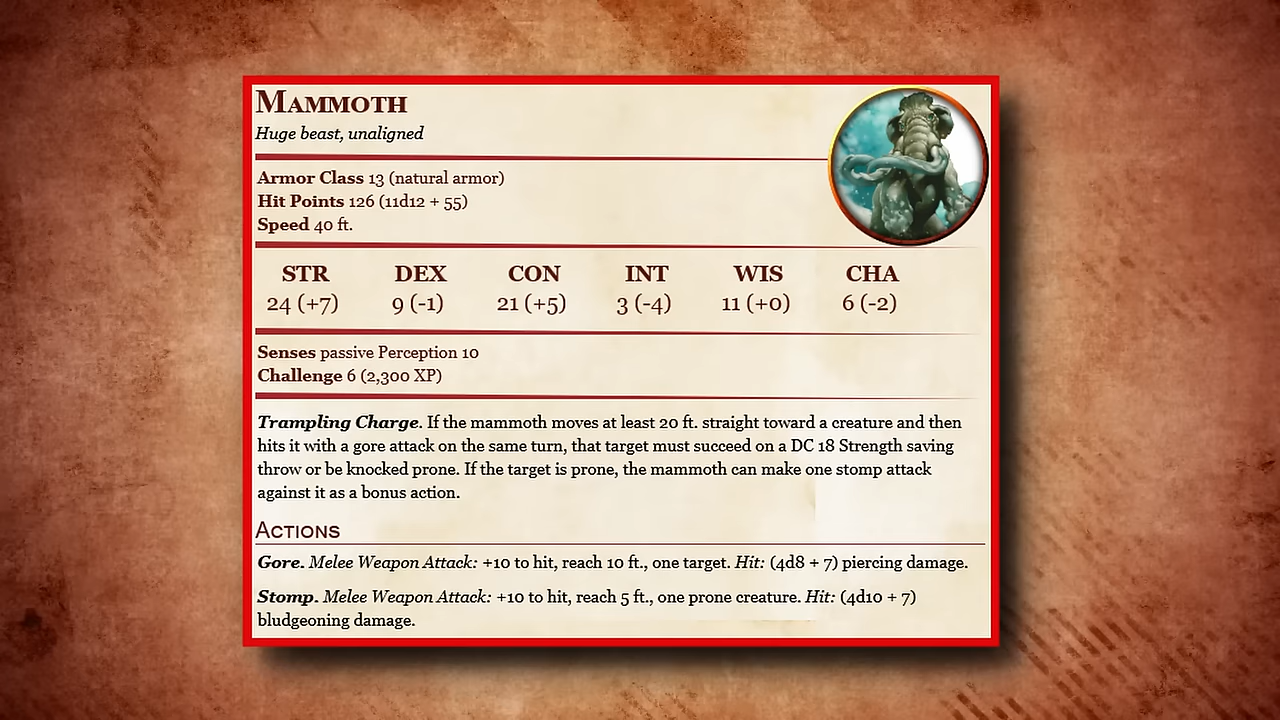 Mammoth
Huge beast, unaligned
Armor Class 13 (natural armor)
Hit Points 126 (11d12 + 55)
Speed 40 ft.
STR DEX CON INT WIS CHA
24 (+7) 9 (-1) 21 (+5) 3 (-4) 11 (+0) 6 (-2)
Senses passive Perception 10
Challenge 6 (2,300 XP)
Trampling Charge. If the mammoth moves at least 20 ft. straight toward a creature and then
hits it with a gore attack on the same turn, that target must succeed on a DC 18 Strength saving
throw or be knocked prone. If the target is prone, the mammoth can make one stomp attack
against it as a bonus action.
Actions
Gore. Melee Weapon Attack: +10 to hit, reach 10 ft., one target. Hit: (4d8 + 7) piercing damage.
Stomp. Melee Weapon Attack: +10 to hit, reach 5 ft., one prone creature. Hit: (4d10 + 7)
bludgeoning damage.